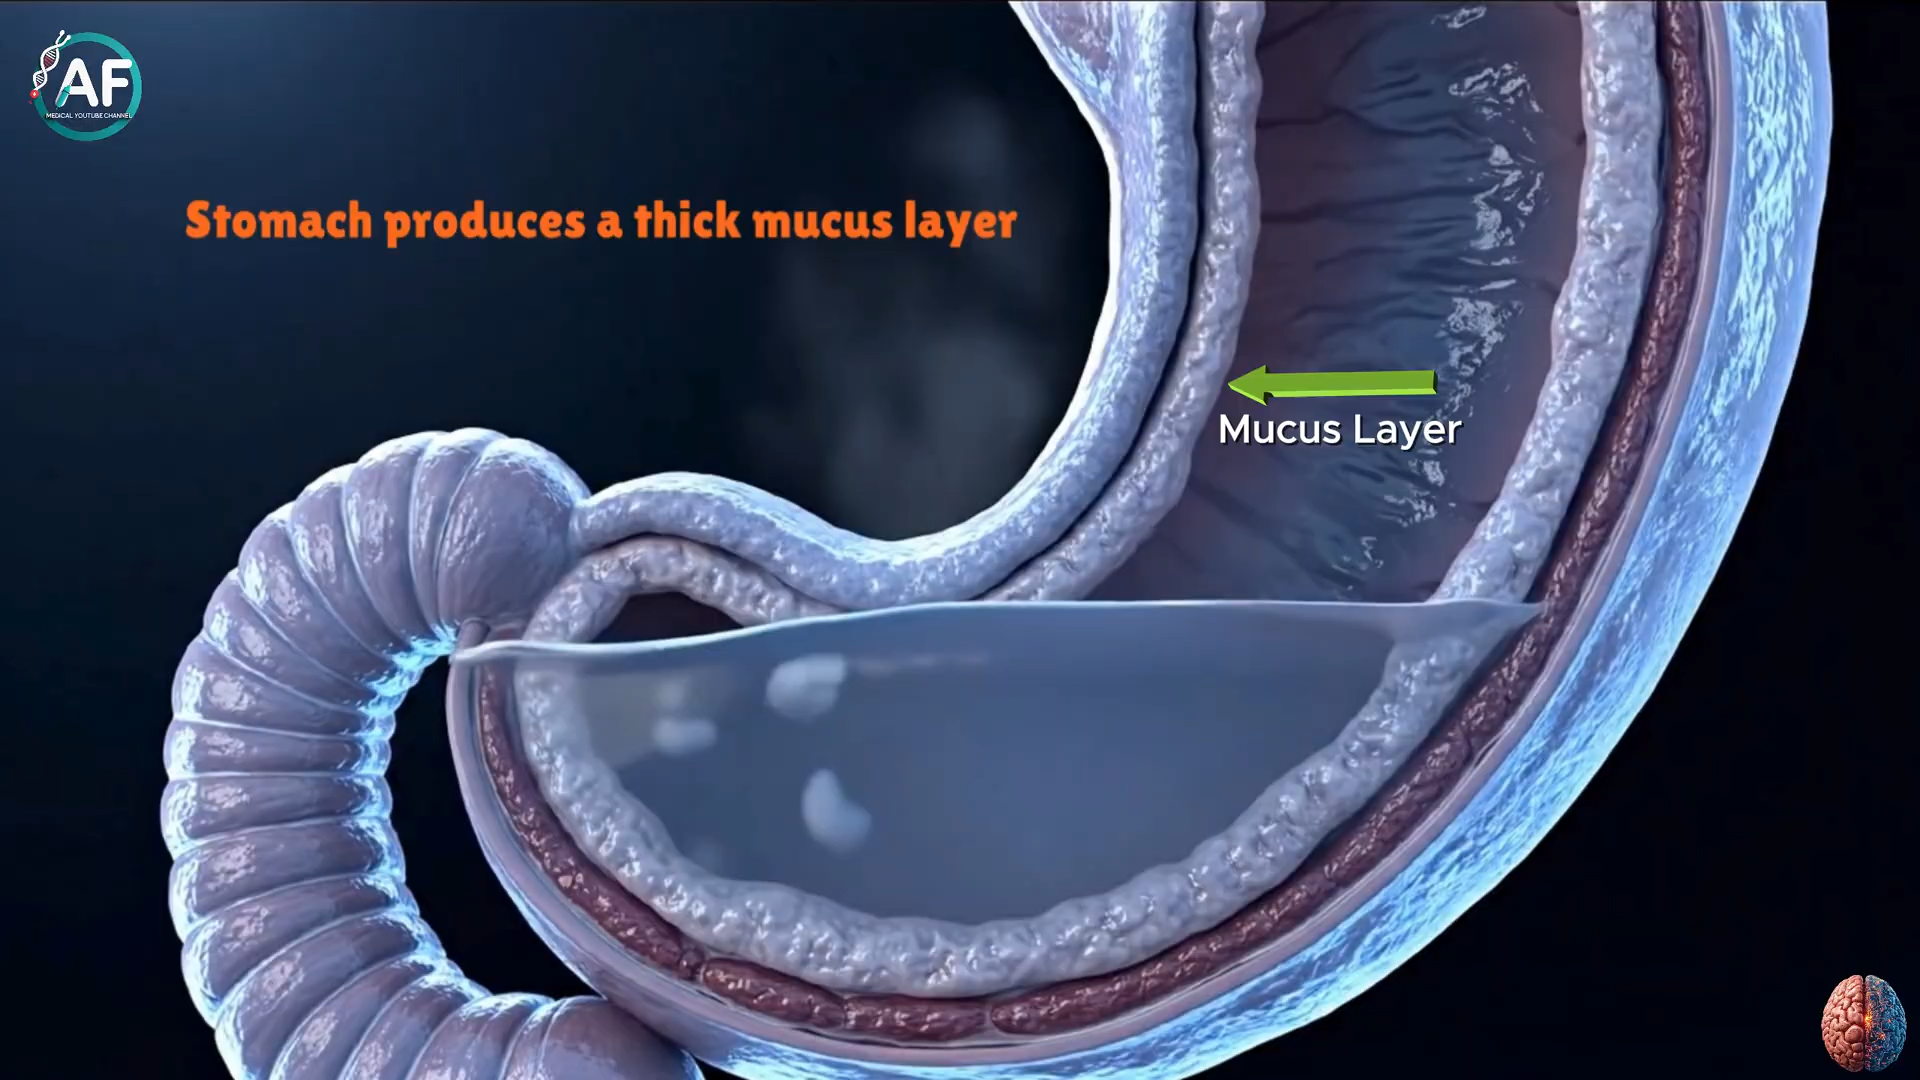 AF
MEDICAL YOUTUBE CHANNEL
Stomach produces a thick mucus layer
Mucus Layer